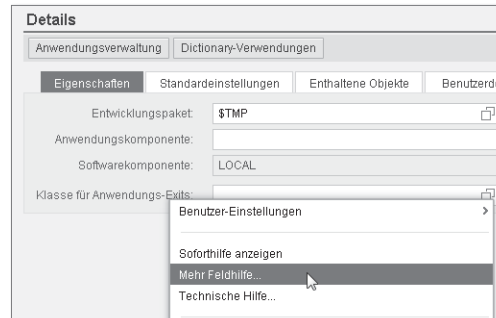 Details
Anwendungsverwaltung Dictionary-Verwendungen
Eigenschaften Standardeinstellungen Enthaltene Objekte
Entwicklungspaket: $TMP
Anwendungskomponente:
Softwarekomponente: LOCAL
Klasse für Anwendungs-Exits:
Benutzer-Einstellungen
Soforthilfe anzeigen
Mehr Feldhilfe...
Technische Hilfe...